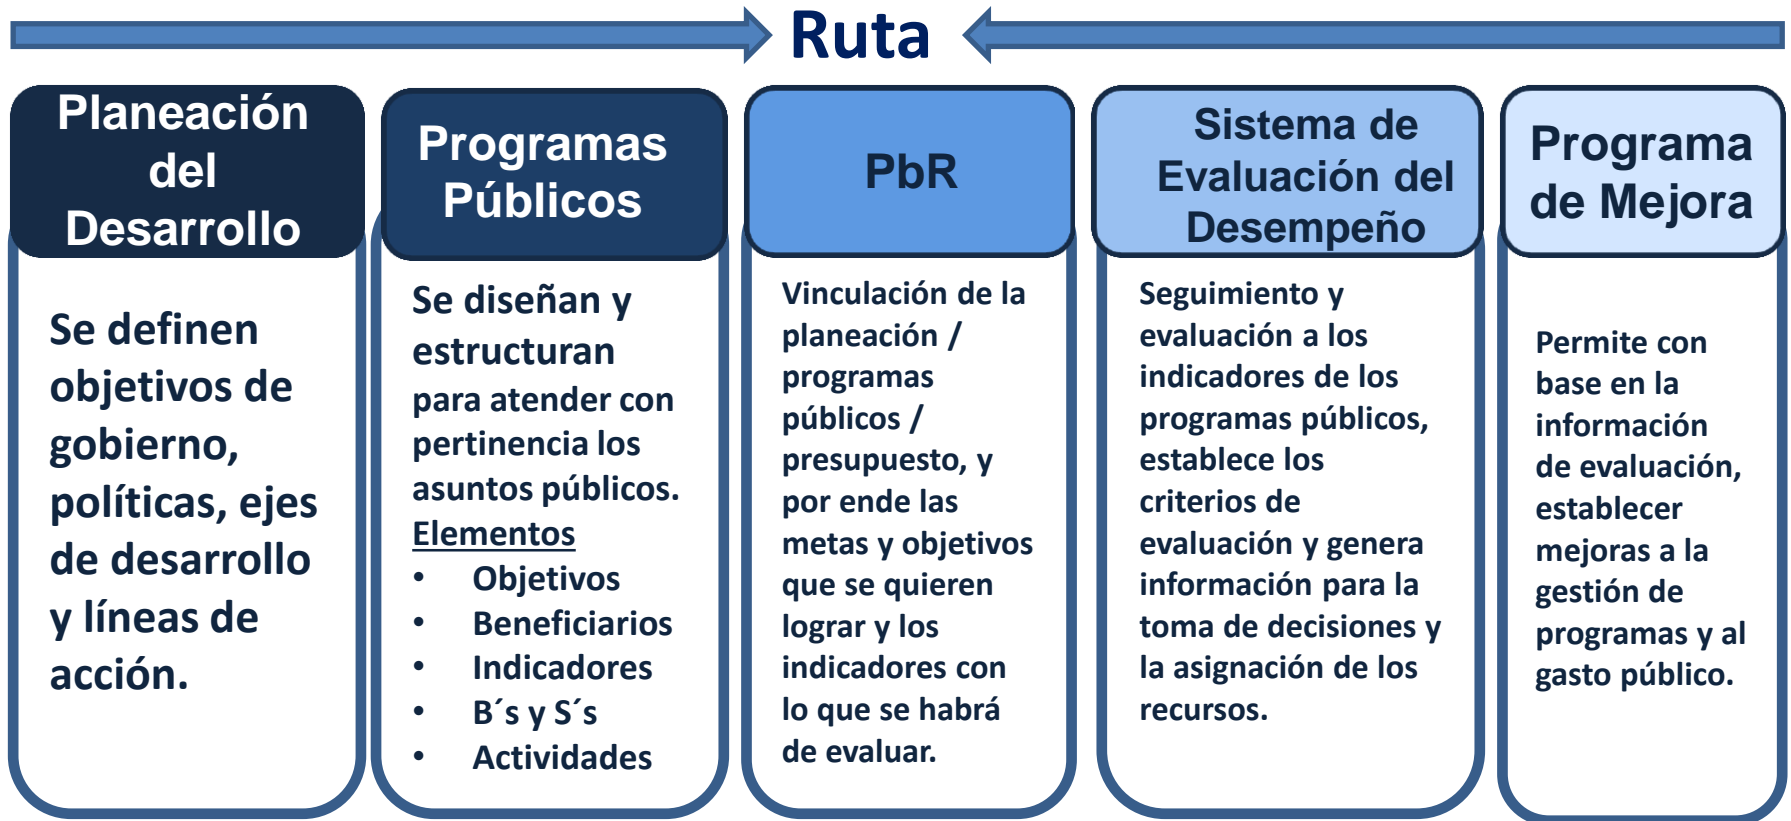 Ruta
Planeación
del
Desarrollo
Se definen
objetivos de
gobierno,
políticas, ejes
de desarrollo
y líneas de
acción.
Programas
Públicos
Se diseñan y
estructuran
para atender con
pertinencia los
asuntos públicos.
Elementos
• Objetivos
• Beneficiarios
• Indicadores
• B´s y S´s
• Actividades
PbR
Vinculación de la
planeación /
programas
públicos /
presupuesto, y
por ende las
metas y objetivos
que se quieren
lograr y los
indicadores con
lo que se habrá
de evaluar.
Sistema de
Evaluación del
Desempeño
Seguimiento y
evaluación a los
indicadores de los
programas públicos,
establece los
criterios de
evaluación y genera
información para la
toma de decisiones y
la asignación de los
recursos.
Programa
de Mejora
Permite con
base en la
información
de evaluación,
establecer
mejoras a la
gestión de
programas y al
gasto público.